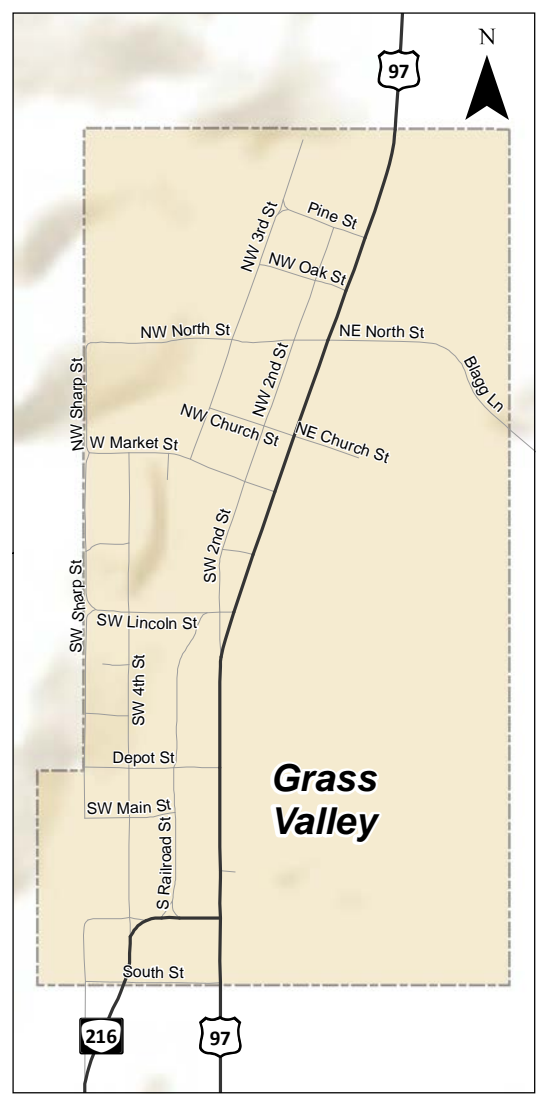 N
97
Pine St
NW 3rd St
NW Oak St
NW North St
NE North St
NW 2nd St
Blagg Ln
NW Sharp St
NW Church St
NE Church St
W Market St
SW 2nd St
SW Sharp St
SW Lincoln St
SW 4th St
Depot St
Grass
Valley
SW Main St
S Railroad St
South St
216
97